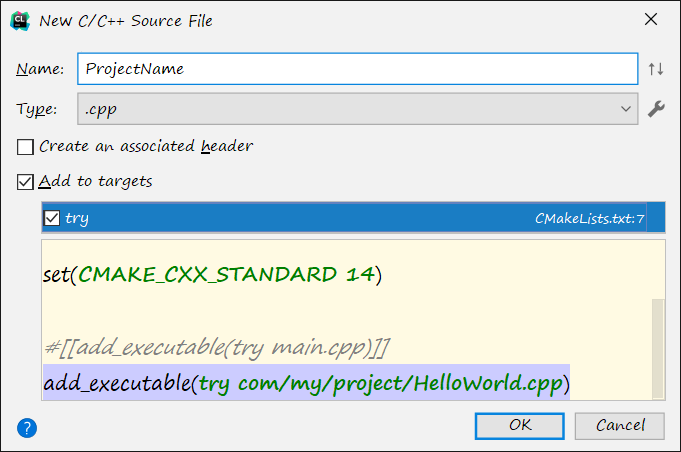 CL
New C/C++ Source File
Name: ProjectName
Type: .cpp
Create an associated header
Add to targets
try CMakeLists.txt:7
set(CMAKE_CXX_STANDARD 14)
#[[add_executable(try main.cpp)]]
add_executable(try com/my/project/HelloWorld.cpp)
? OK Cancel